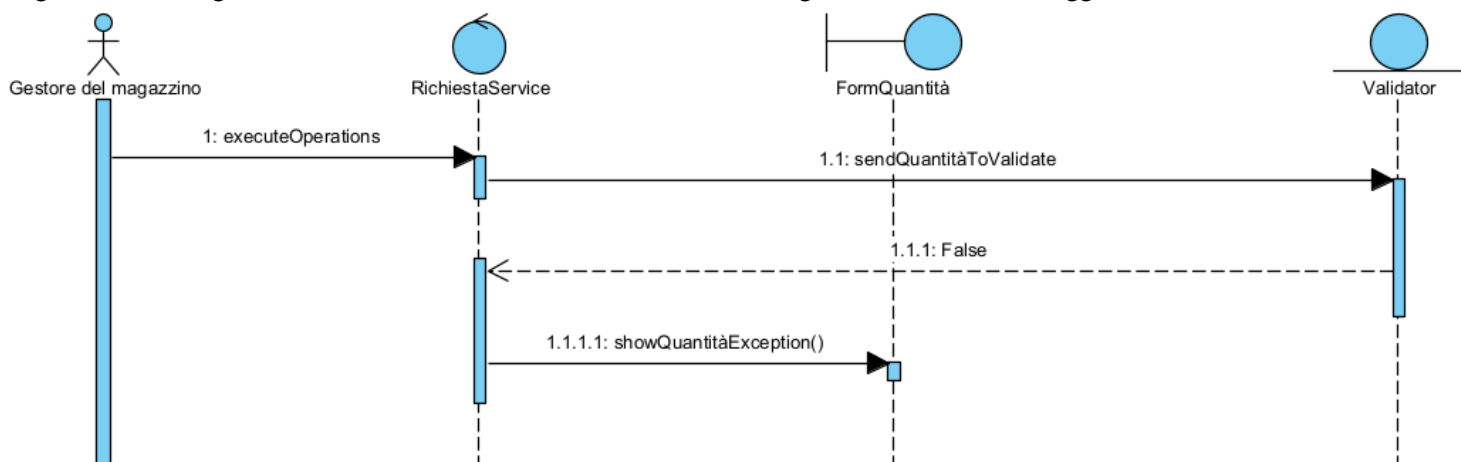 Gestore del magazzino
RichiestaService
FormQuantità
Validator
1: executeOperations
1.1: sendQuantitàToValidate
1.1.1: False
1.1.1.1: showQuantitàException()